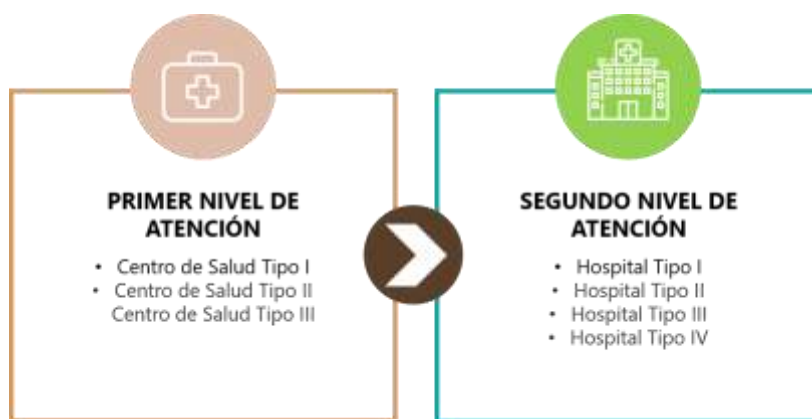 PRIMER NIVEL DE
ATENCIÓN
• Centro de Salud Tipo I
• Centro de Salud Tipo II
Centro de Salud Tipo III
SEGUNDO NIVEL DE
ATENCIÓN
• Hospital Tipo I
• Hospital Tipo II
• Hospital Tipo III
• Hospital Tipo IV